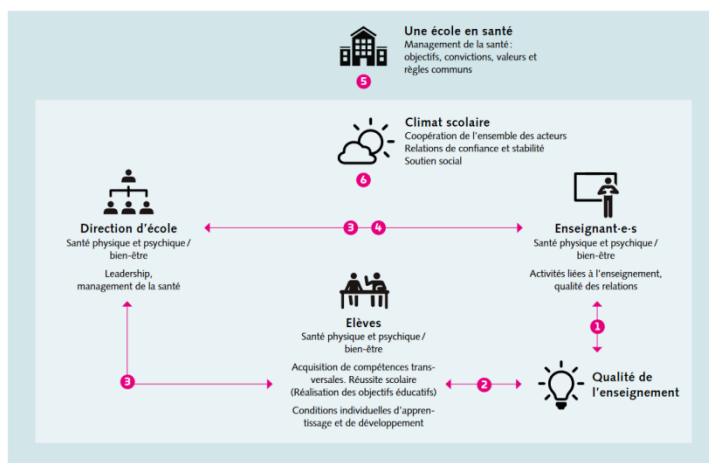 Une école en santé
Management de la santé:
objectifs, convictions, valeurs et
règles communs
5
Climat scolaire
Coopération de l'ensemble des acteurs
Relations de confiance et stabilité
Soutien social
6
Direction d'école
Santé physique et psychique/
bien-être
Leadership,
management de la santé
3 4
Enseignant·e·s
Santé physique et psychique/
bien-être
Activités liées à l'enseignement,
qualité des relations
1
Elèves
Santé physique et psychique/
bien-être
Acquisition de compétences trans-
versales. Réussite scolaire
(Réalisation des objectifs éducatifs)
Conditions individuelles d'appren-
tissage et de développement
3
2
Qualité de
l'enseignement